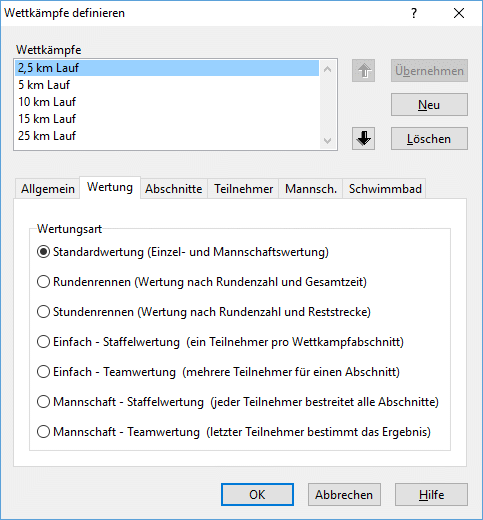 Wettkämpfe definieren
Wettkämpfe
2,5 km Lauf
5 km Lauf
10 km Lauf
15 km Lauf
25 km Lauf
Übernehmen
Neu
Löschen
Allgemein Wertung Abschnitte Teilnehmer Mannsch. Schwimmbad
Wertungsart
Standardwertung (Einzel- und Mannschaftswertung)
Rundenrennen (Wertung nach Rundenzahl und Gesamtzeit)
Stundenrennen (Wertung nach Rundenzahl und Reststrecke)
Einfach - Staffelwertung (ein Teilnehmer pro Wettkampfabschnitt)
Einfach - Teamwertung (mehrere Teilnehmer für einen Abschnitt)
Mannschaft - Staffelwertung (jeder Teilnehmer bestreitet alle Abschnitte)
Mannschaft - Teamwertung (letzter Teilnehmer bestimmt das Ergebnis)
OK Abbrechen Hilfe